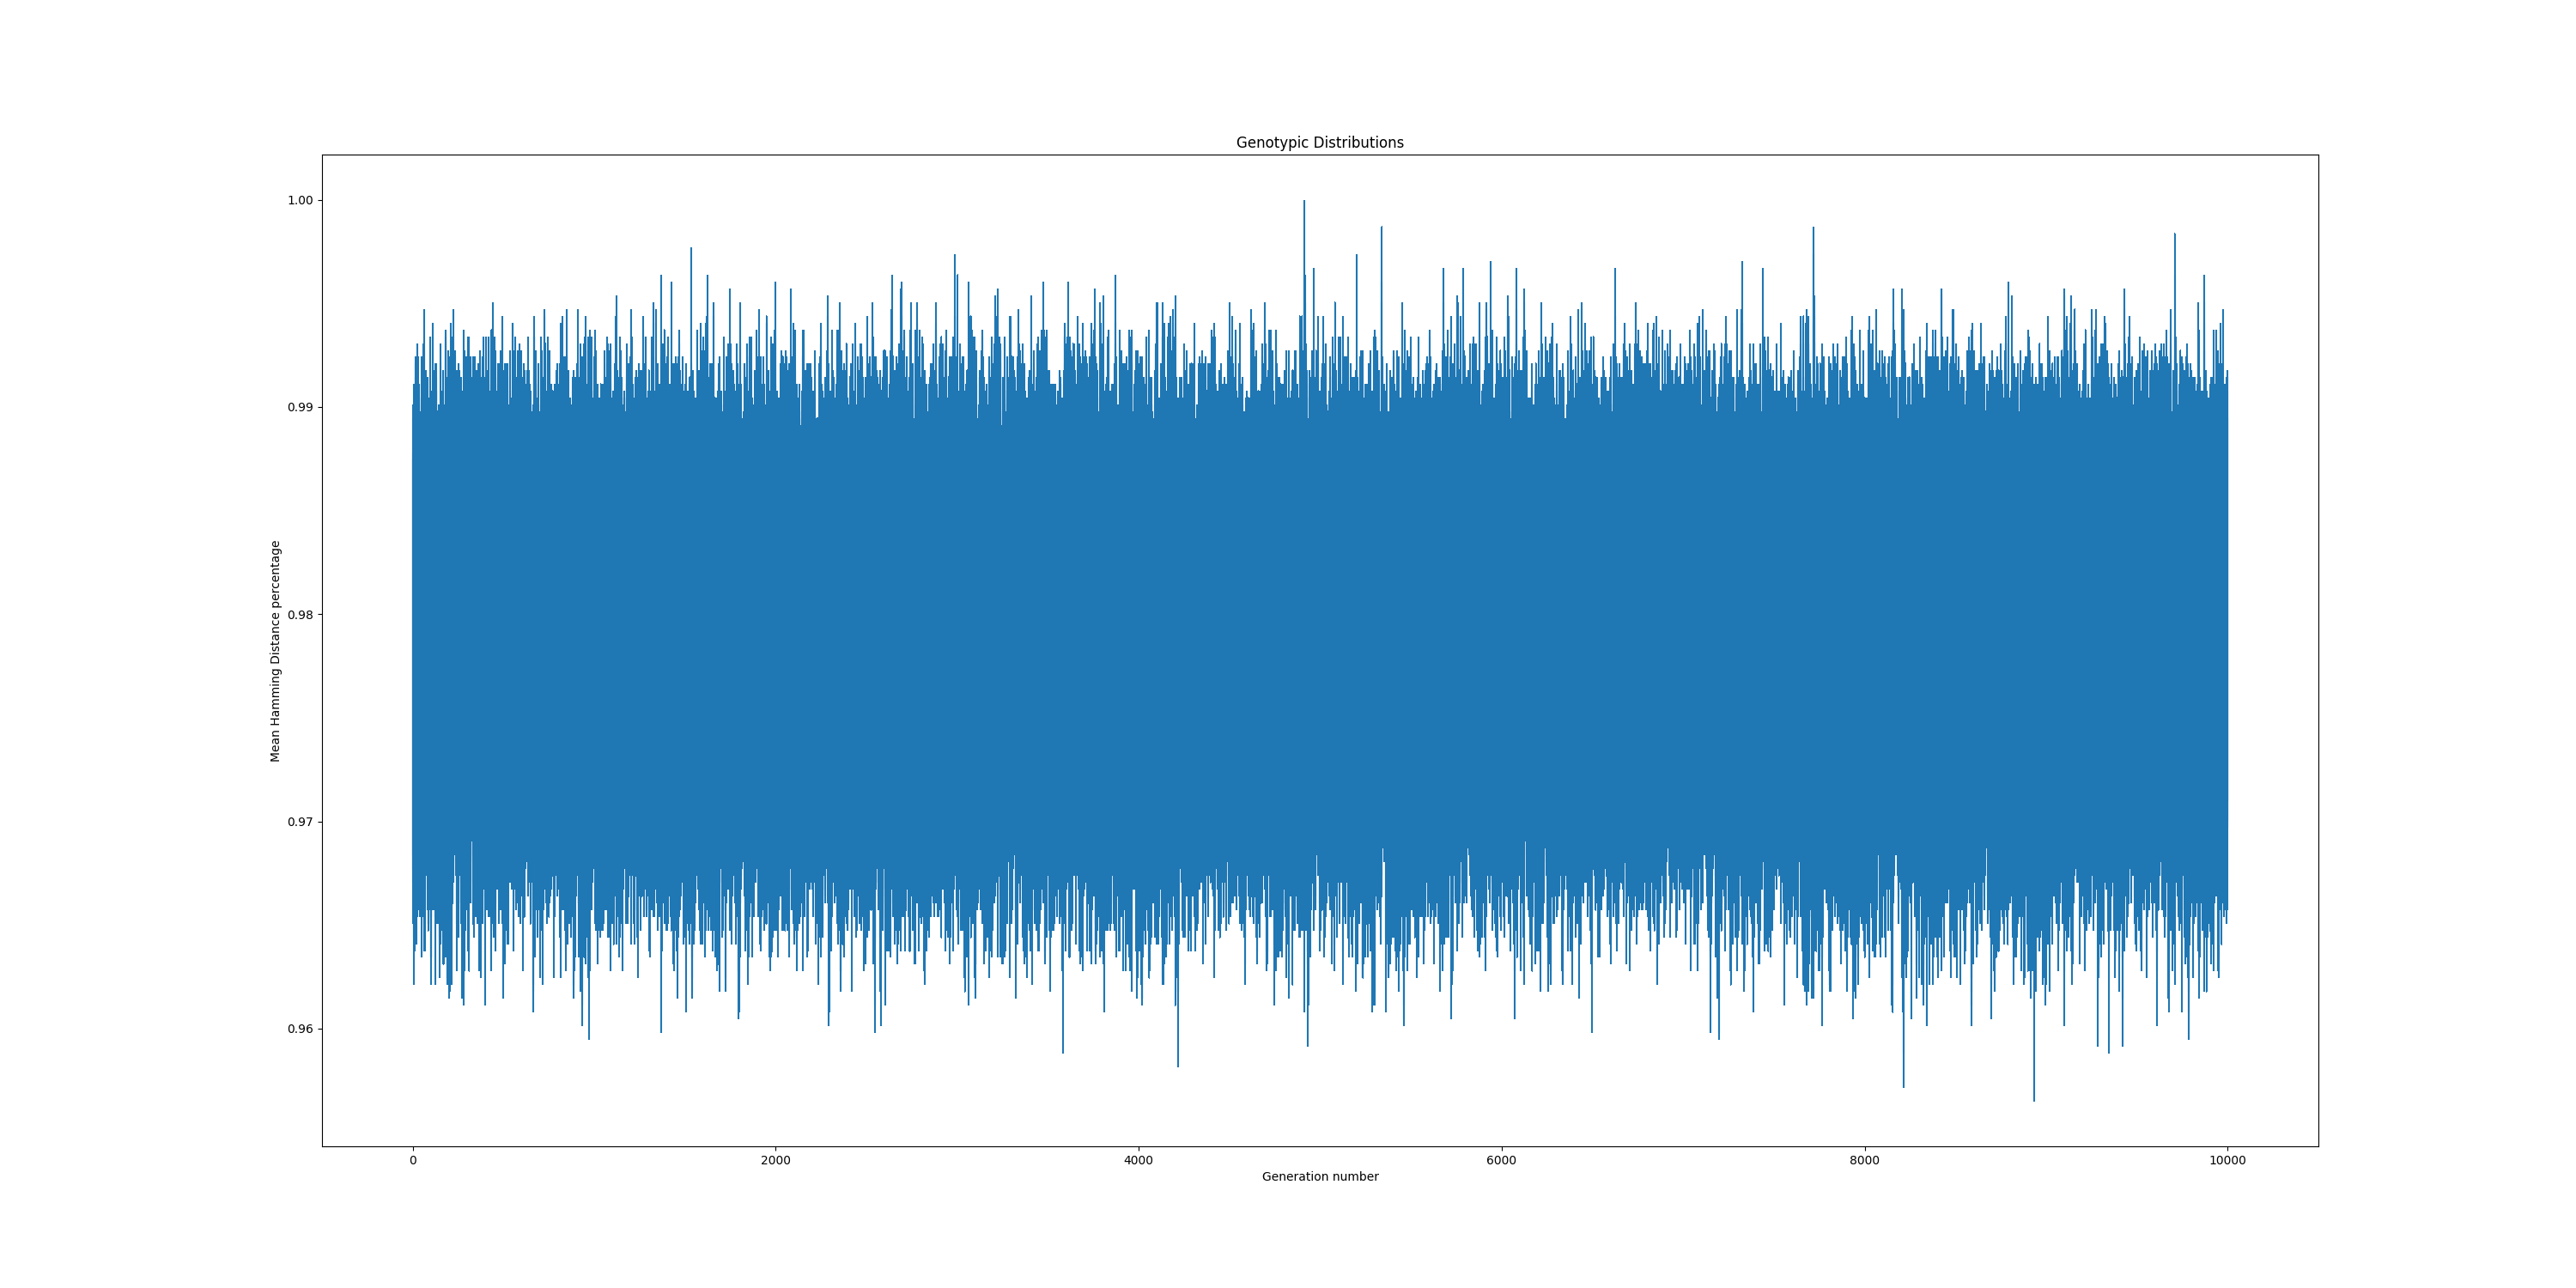 Genotypic Distributions
1.00
0.99
0.98
0.97
0.96
Mean Hamming Distance percentage
0 2000 4000 6000 8000 10000
Generation number